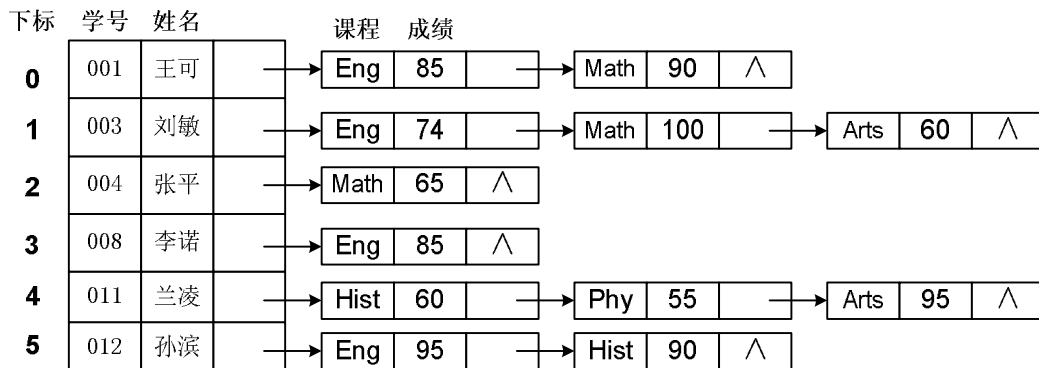 下标 学号 姓名 课程 成绩
0 001 王可 Eng 85 Math 90 ∧
1 003 刘敏 Eng 74 Math 100 Arts 60 ∧
2 004 张平 Math 65 ∧
3 008 李诺 Eng 85 ∧
4 011 兰凌 Hist 60 Phy 55 Arts 95 ∧
5 012 孙滨 Eng 95 Hist 90 ∧